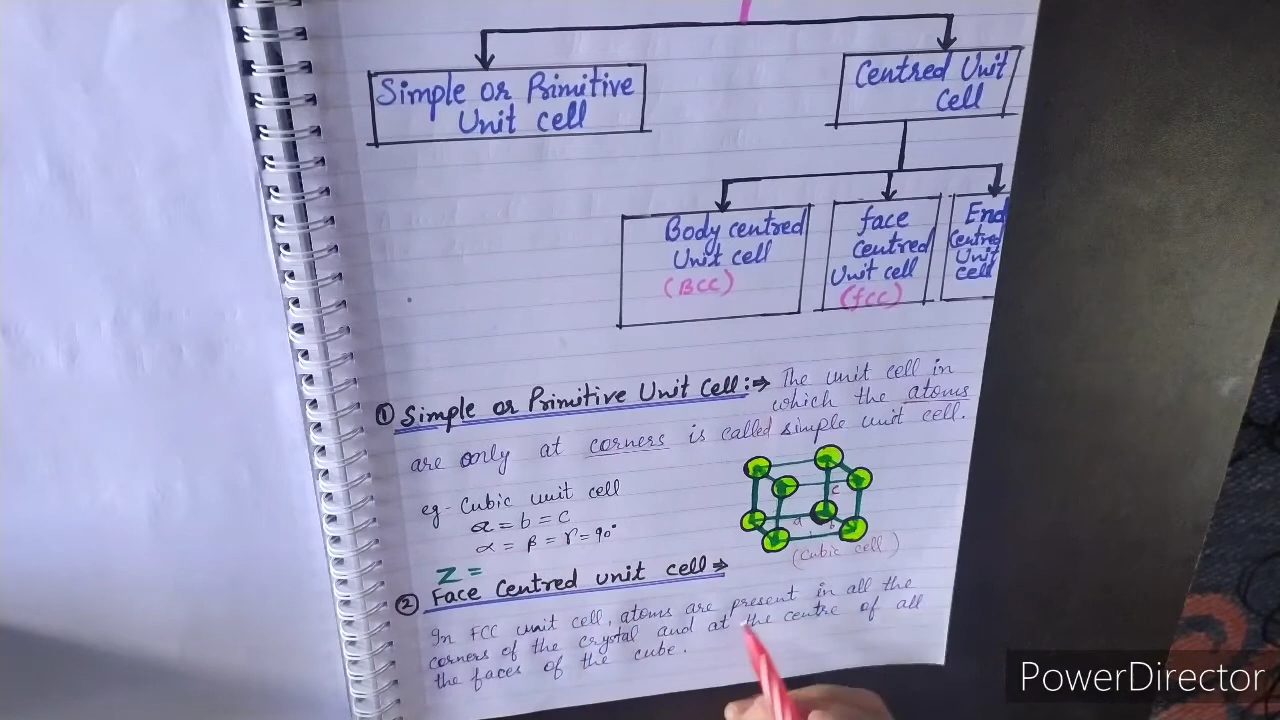 Simple or Primitive
Unit cell
Centred Unit
Cell
Body centred
Unit cell
(BCC)
face
centred
Unit cell
(fcc)
End
Centred
Unit
cell
① Simple or Primitive Unit Cell:⇒ The unit cell in
which the atoms
are only at corners is called simple unit cell.
eg- Cubic unit cell
a = b = c
α = β = γ = 90°
Z =
c
a
b
(Cubic cell)
② Face Centred unit cell ⇒
In FCC unit cell, atoms are present in all the
corners of the crystal and at the centre of all
the faces of the cube.
PowerDirector